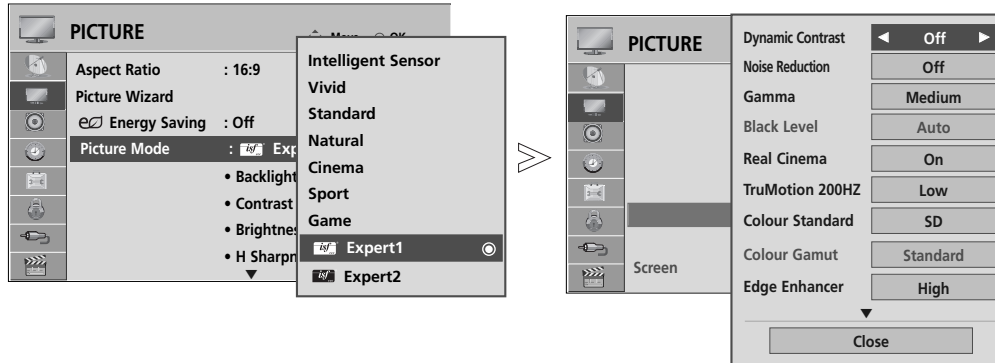 PICTURE
Move OK
Aspect Ratio : 16:9
Picture Wizard
Energy Saving : Off
Picture Mode : isf Exp
• Backlight
• Contrast
• Brightnes
• H Sharpn
Intelligent Sensor
Vivid
Standard
Natural
Cinema
Sport
Game
isf Expert1
isf Expert2
PICTURE
Screen
Dynamic Contrast Off
Noise Reduction Off
Gamma Medium
Black Level Auto
Real Cinema On
TruMotion 200HZ Low
Colour Standard SD
Colour Gamut Standard
Edge Enhancer High
Close